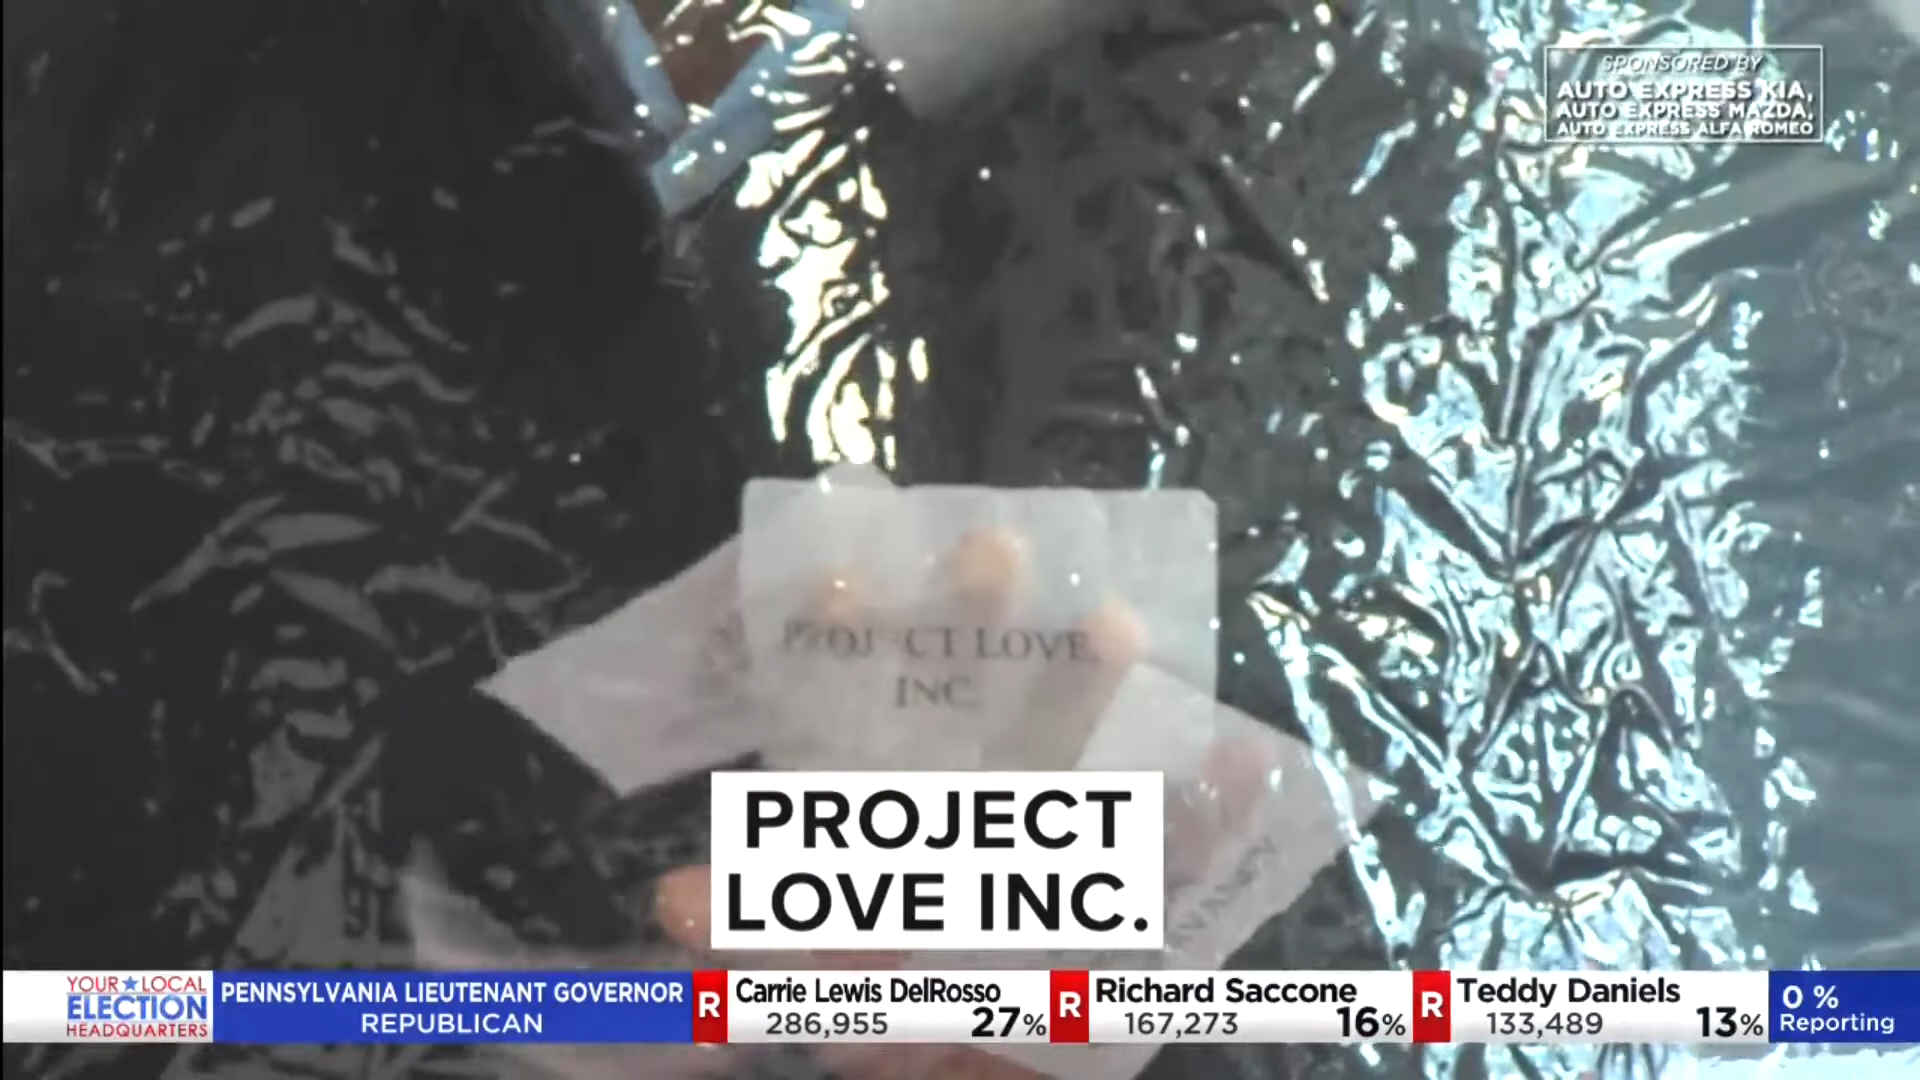 SPONSORED BY
AUTO EXPRESS KIA,
AUTO EXPRESS MAZDA,
AUTO EXPRESS ALFA ROMEO
PROJECT LOVE,
INC.
PROJECT
LOVE INC.
YOUR LOCAL
ELECTION
HEADQUARTERS
PENNSYLVANIA LIEUTENANT GOVERNOR
REPUBLICAN
R
Carrie Lewis DelRosso
286,955 27%
R
Richard Saccone
167,273 16%
R
Teddy Daniels
133,489 13%
0 %
Reporting